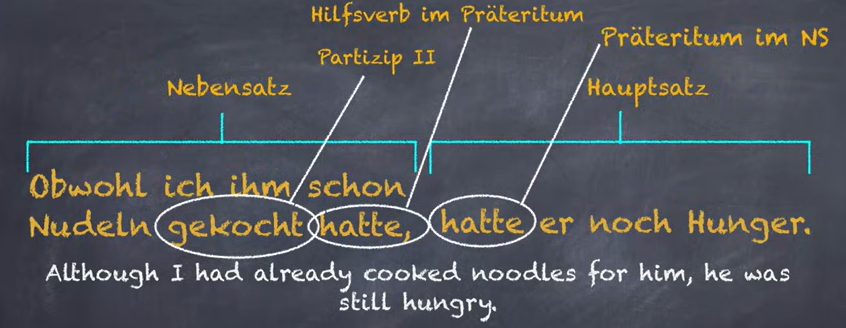 Hilfsverb im Präteritum
Präteritum im NS
Partizip II
Nebensatz
Hauptsatz
Obwohl ich ihm schon
Nudeln gekocht hatte, hatte er noch Hunger.
Although I had already cooked noodles for him, he was
still hungry.